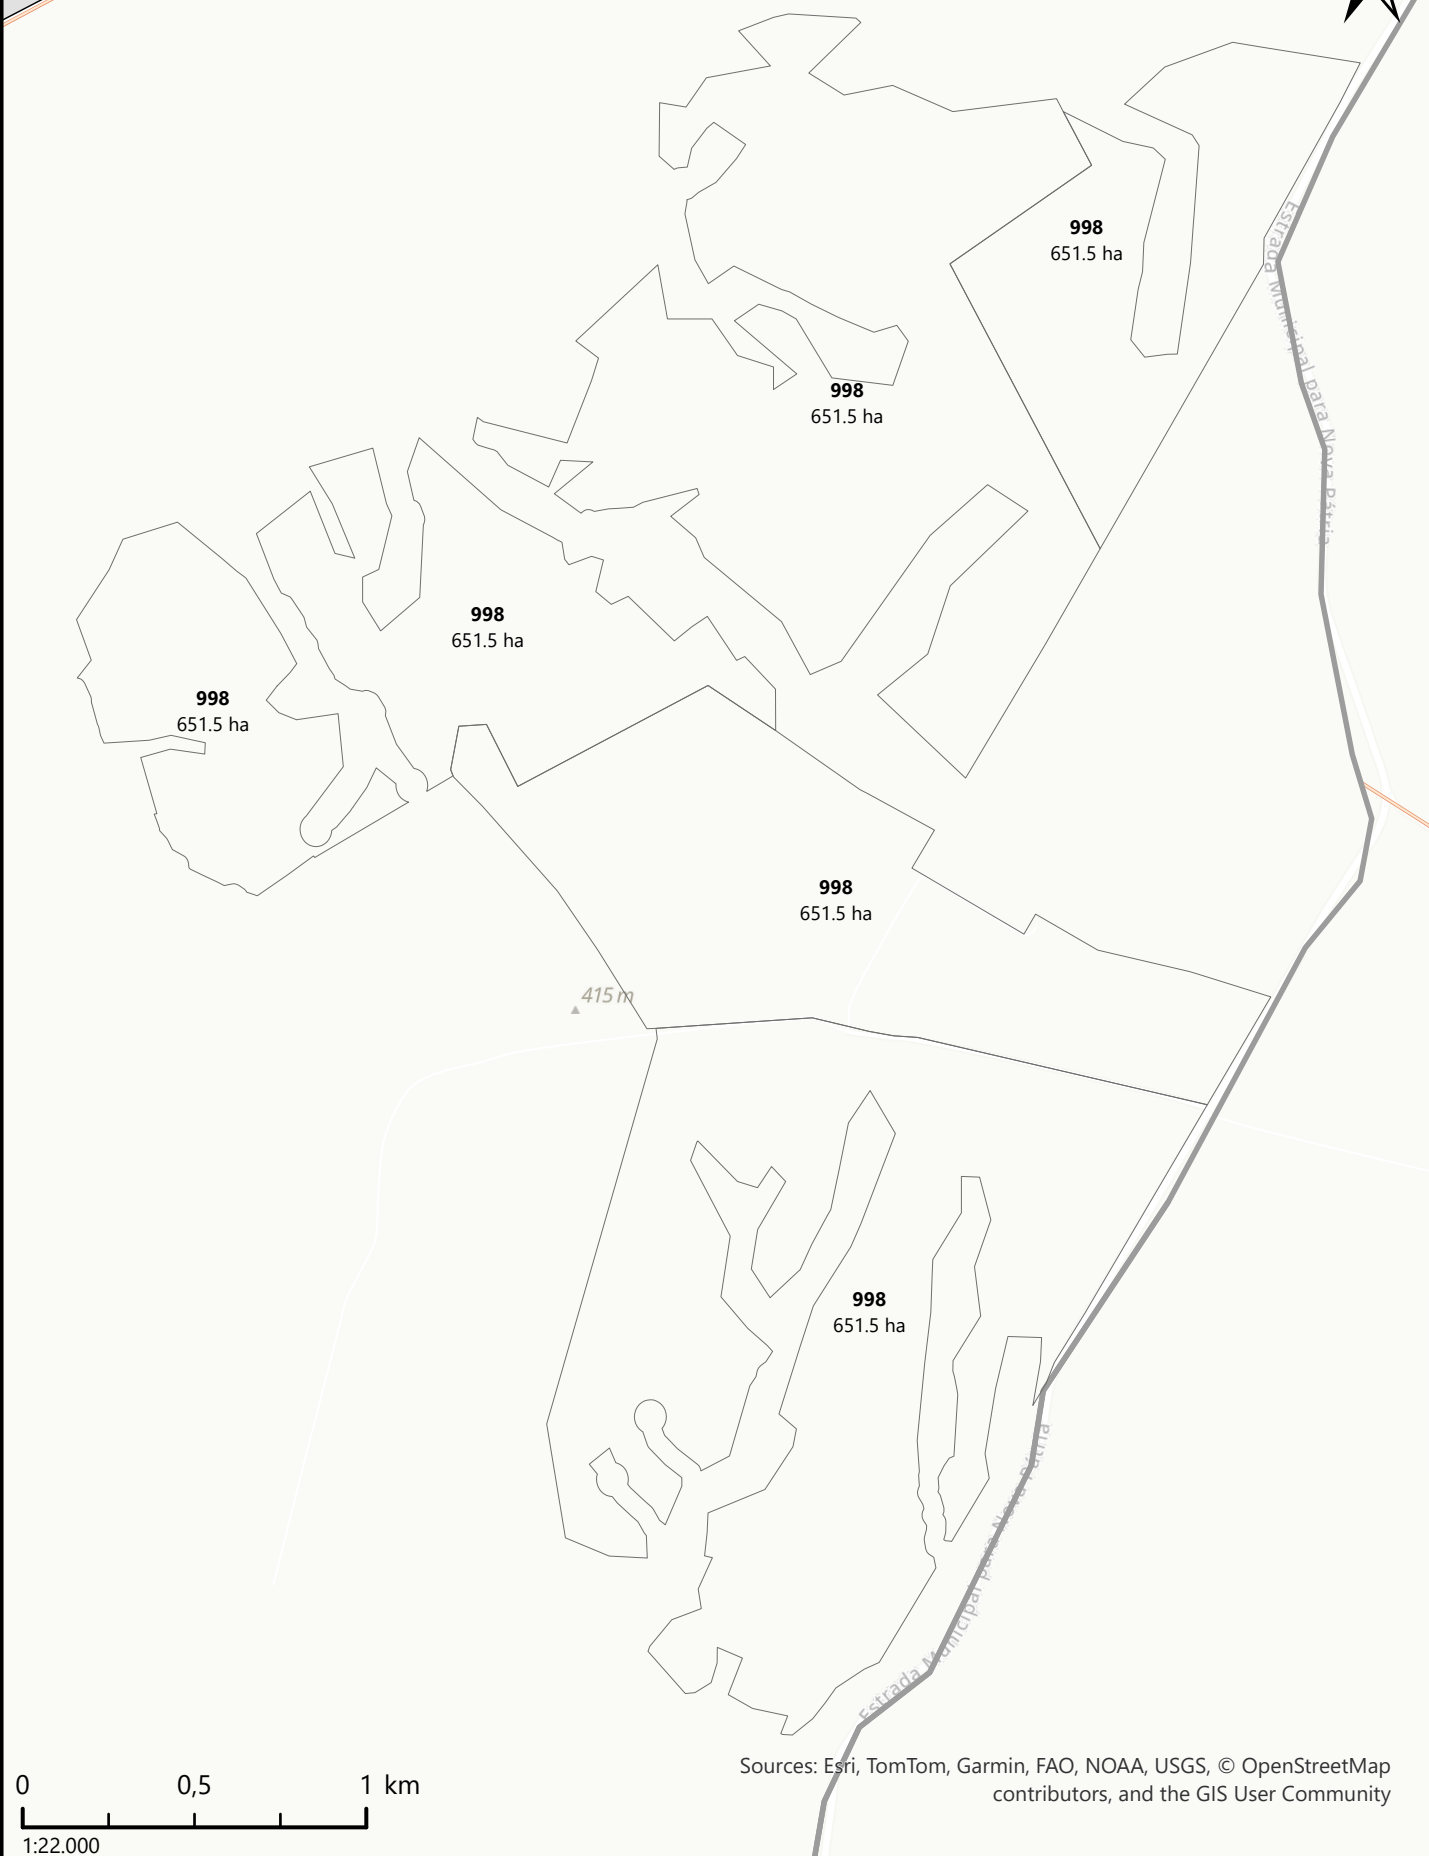 998
651.5 ha
Estrada Municipal para Nova Pátria
998
651.5 ha
998
651.5 ha
998
651.5 ha
998
651.5 ha
415 m
998
651.5 ha
Estrada Municipal para Nova Pátria
Sources: Esri, TomTom, Garmin, FAO, NOAA, USGS, © OpenStreetMap
contributors, and the GIS User Community
0 0,5 1 km
1:22.000